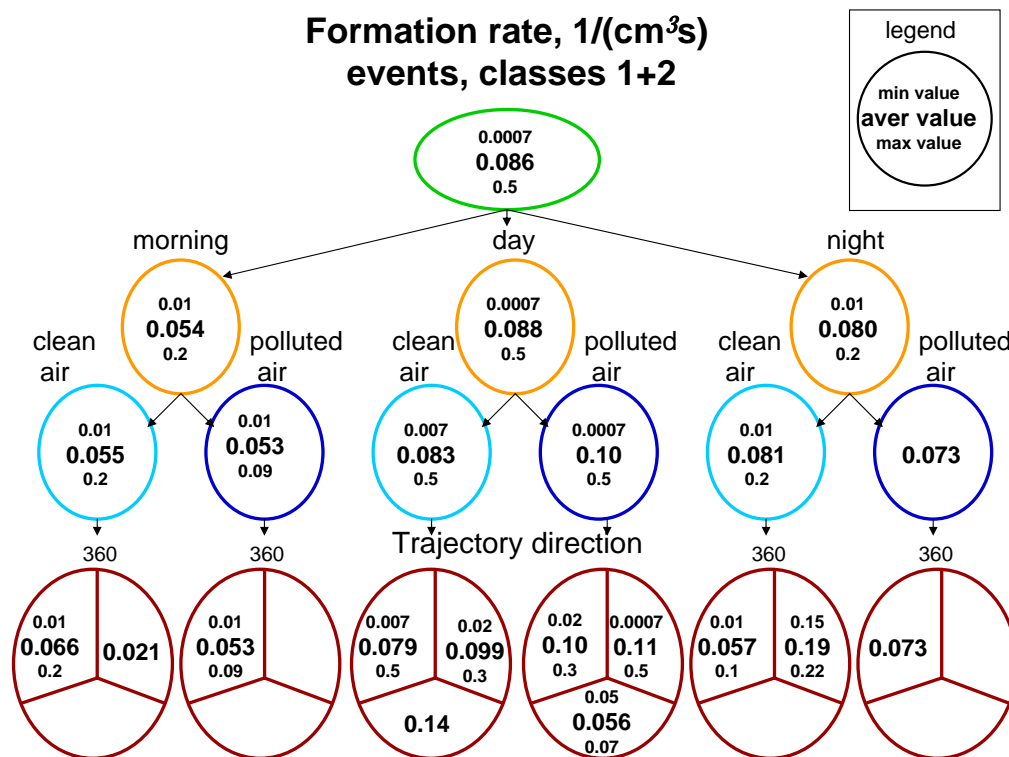 Formation rate, 1/(cm³s)
events, classes 1+2
legend
min value
aver value
max value
0.0007
0.086
0.5
morning
day
night
0.01
0.054
0.2
0.0007
0.088
0.5
0.01
0.080
0.2
clean
air
polluted
air
clean
air
polluted
air
clean
air
polluted
air
0.01
0.055
0.2
0.01
0.053
0.09
0.007
0.083
0.5
0.0007
0.10
0.5
0.01
0.081
0.2
0.073
Trajectory direction
360
360
360
360
0.01
0.066
0.2
0.021
0.01
0.053
0.09
0.007
0.079
0.5
0.02
0.099
0.3
0.14
0.02
0.10
0.3
0.0007
0.11
0.5
0.05
0.056
0.07
0.01
0.057
0.1
0.15
0.19
0.22
0.073